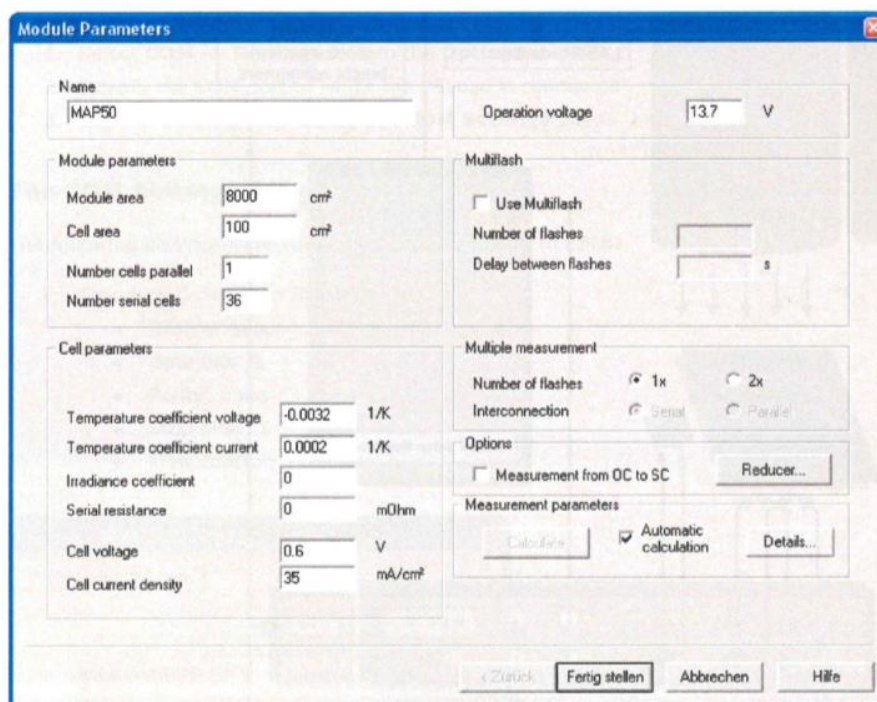 Module Parameters
Name
MAP50
Operation voltage 13.7 V
Module parameters
Module area 8000 cm²
Cell area 100 cm²
Number cells parallel 1
Number serial cells 36
Multiflash
Use Multiflash
Number of flashes
Delay between flashes s
Cell parameters
Temperature coefficient voltage -0.0032 1/K
Temperature coefficient current 0.0002 1/K
Irradiance coefficient 0
Serial resistance 0 mOhm
Cell voltage 0.6 V
Cell current density 35 mA/cm²
Multiple measurement
Number of flashes 1x 2x
Interconnection Serial Parallel
Options
Measurement from OC to SC Reducer...
Measurement parameters
Calculate Automatic calculation Details...
< Zurück Fertig stellen Abbrechen Hilfe